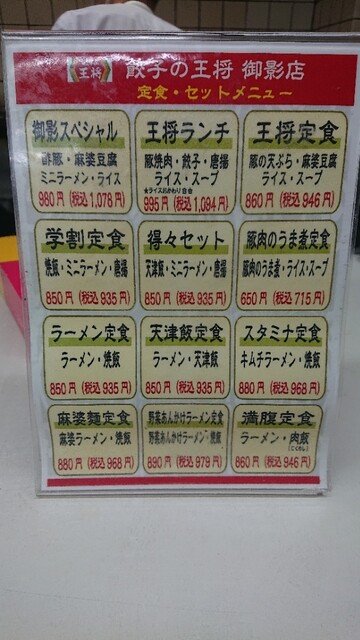 【王将】 餃子の王将 御影店
定食・セットメニュー
御影スペシャル
酢豚・麻婆豆腐
ミニラーメン・ライス
980円(税込1,078円)
王将ランチ
豚焼肉・餃子・唐揚
ライス・スープ
★ライスおかわり自由
995円(税込1,094円)
王将定食
豚の天ぷら・麻婆豆腐
ライス・スープ
860円(税込946円)
学割定食
焼飯・ミニラーメン・唐揚
850円(税込935円)
得々セット
天津飯・ミニラーメン・唐揚
850円(税込935円)
豚肉のうま煮定食
豚肉のうま煮・ライス・スープ
650円(税込715円)
ラーメン定食
ラーメン・焼飯
850円(税込935円)
天津飯定食
ラーメン・天津飯
850円(税込935円)
スタミナ定食
キムチラーメン・焼飯
880円(税込968円)
麻婆麺定食
麻婆ラーメン・焼飯
880円(税込968円)
野菜あんかけラーメン定食
野菜あんかけラーメン・焼飯
890円(税込979円)
満腹定食
ラーメン・肉飯
860円(税込946円)